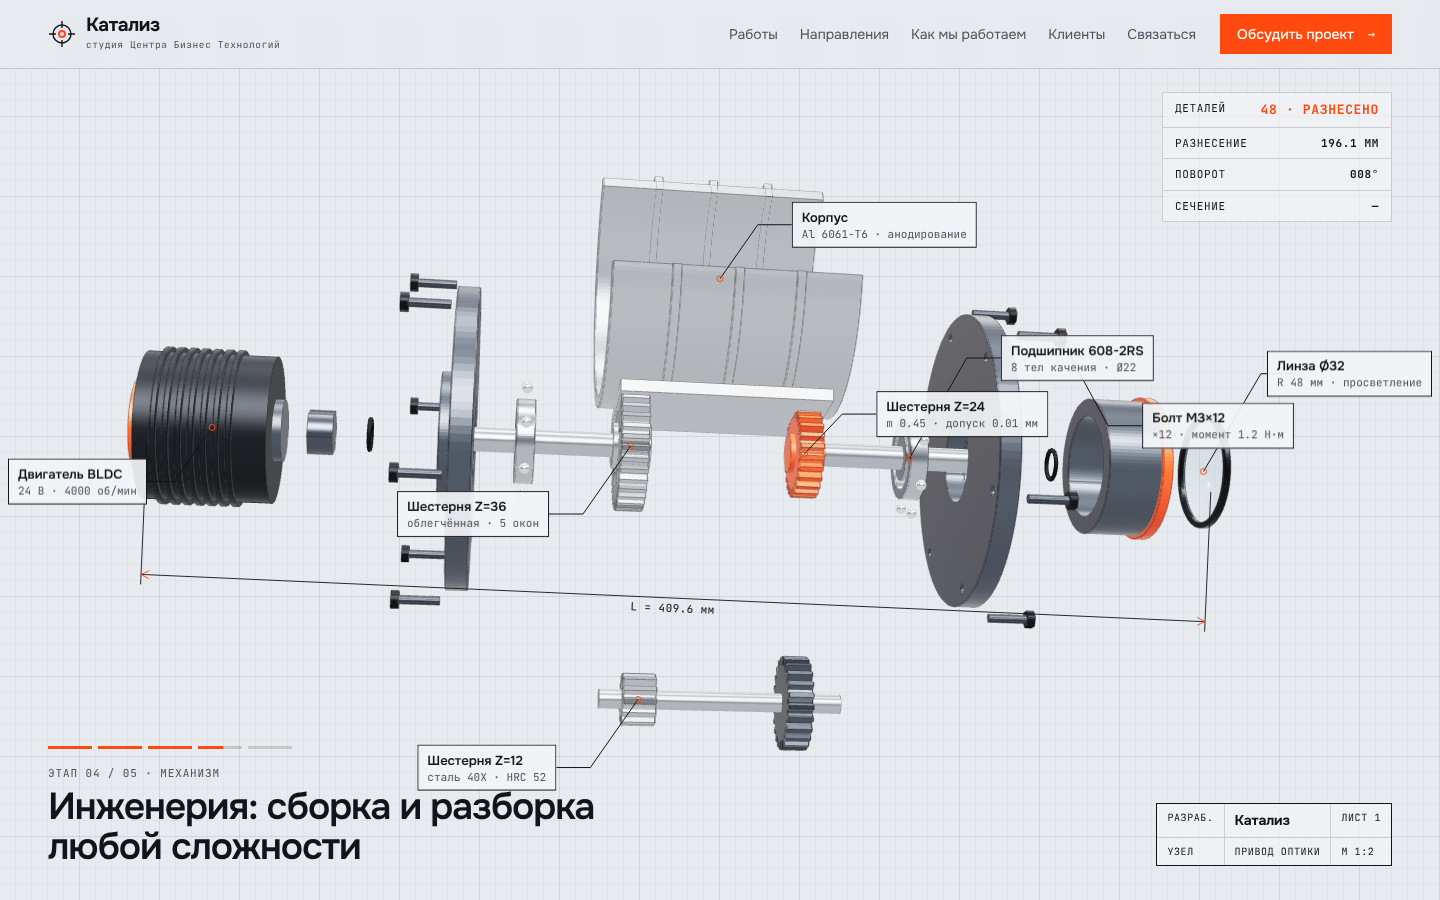 Катализ
студия Центра Бизнес Технологий
Работы
Направления
Как мы работаем
Клиенты
Связаться
Обсудить проект →
ДЕТАЛЕЙ 48 · РАЗНЕСЕНО
РАЗНЕСЕНИЕ 196.1 ММ
ПОВОРОТ 008°
СЕЧЕНИЕ —
Корпус
Al 6061-T6 · анодирование
Подшипник 608-2RS
8 тел качения · Ø22
Линза Ø32
R 48 мм · просветление
Шестерня Z=24
m 0.45 · допуск 0.01 мм
Болт М3×12
×12 · момент 1.2 Н·м
Двигатель BLDC
24 В · 4000 об/мин
Шестерня Z=36
облегчённая · 5 окон
L = 409.6 мм
Шестерня Z=12
сталь 40Х · HRC 52
ЭТАП 04 / 05 · МЕХАНИЗМ
Инженерия: сборка и разборка
любой сложности
РАЗРАБ. Катализ ЛИСТ 1
УЗЕЛ ПРИВОД ОПТИКИ М 1:2